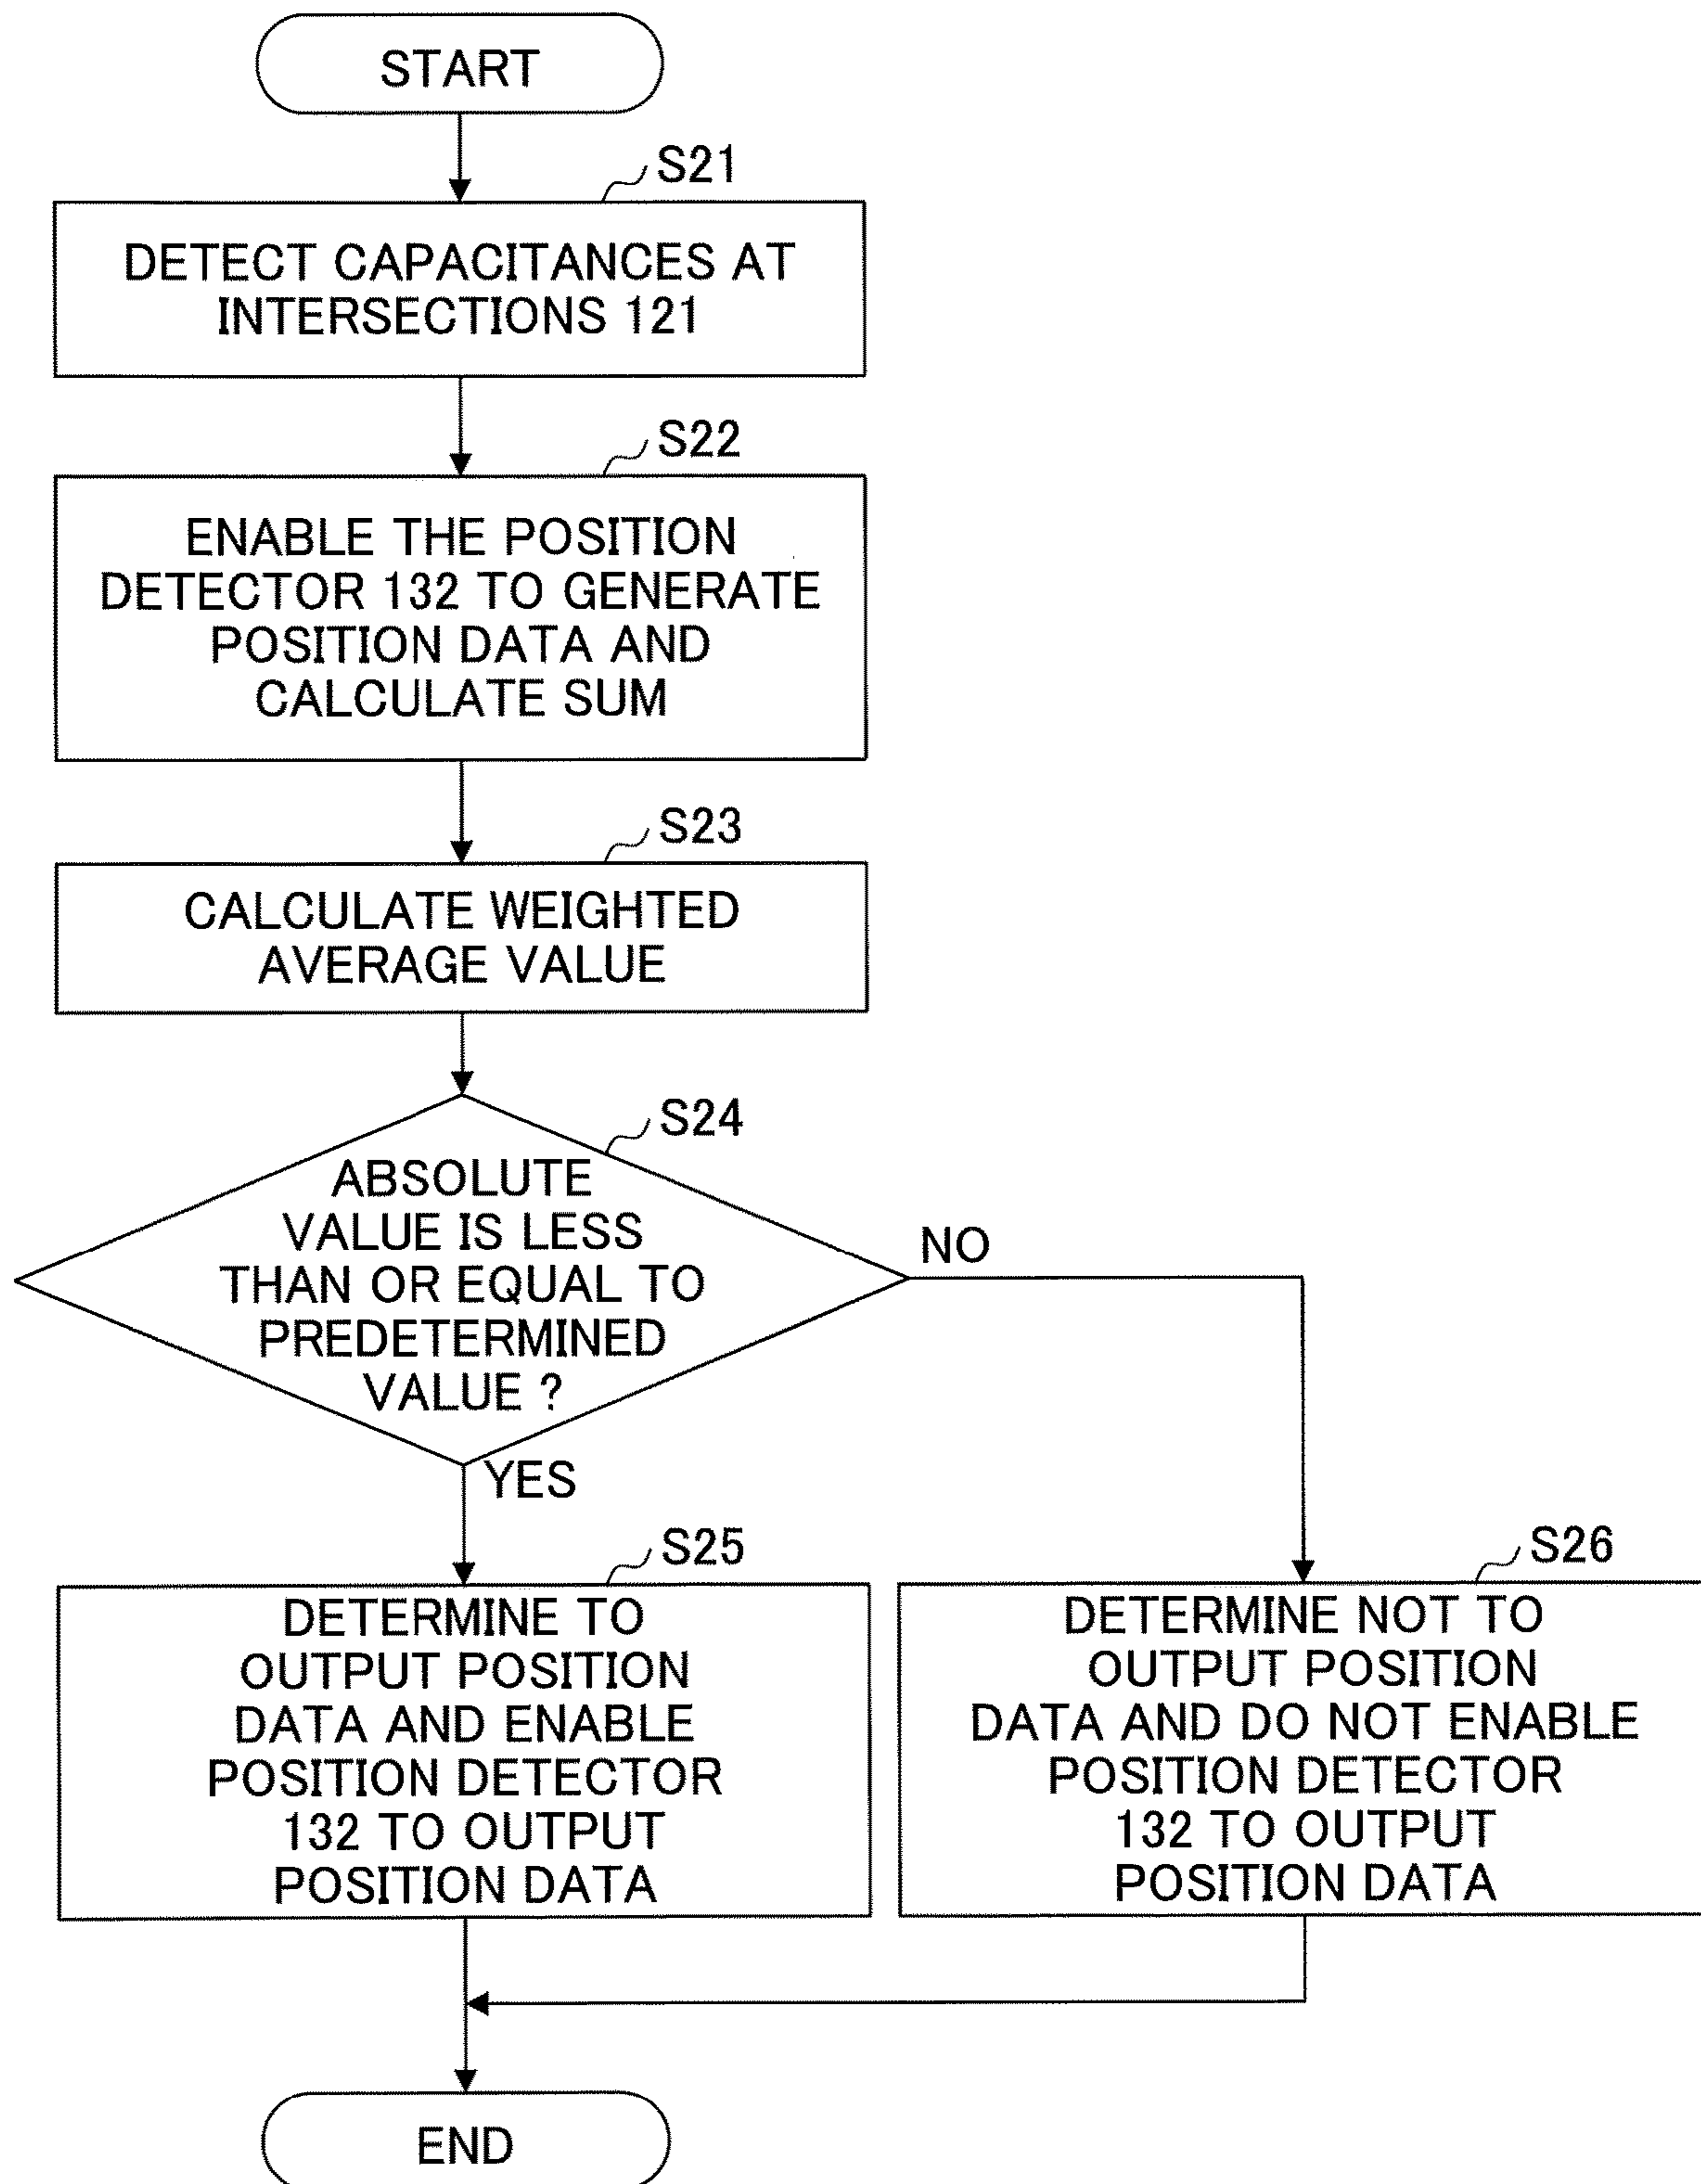 START
S21
DETECT CAPACITANCES AT
INTERSECTIONS 121
S22
ENABLE THE POSITION
DETECTOR 132 TO GENERATE
POSITION DATA AND
CALCULATE SUM
S23
CALCULATE WEIGHTED
AVERAGE VALUE
S24
ABSOLUTE
VALUE IS LESS
THAN OR EQUAL TO
PREDETERMINED
VALUE ?
NO
YES
S25
DETERMINE TO
OUTPUT POSITION
DATA AND ENABLE
POSITION DETECTOR
132 TO OUTPUT
POSITION DATA
S26
DETERMINE NOT TO
OUTPUT POSITION
DATA AND DO NOT ENABLE
POSITION DETECTOR
132 TO OUTPUT
POSITION DATA
END